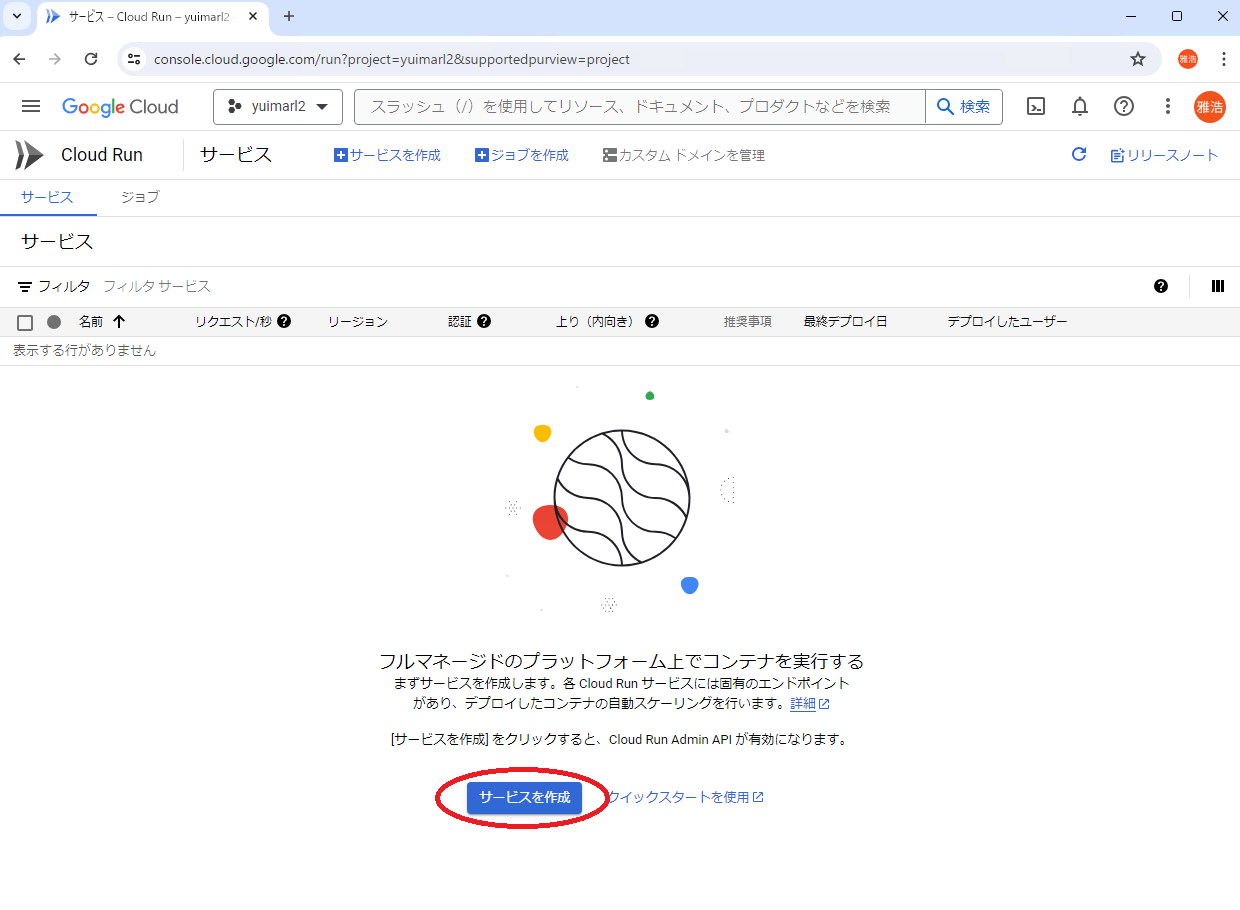 サービス – Cloud Run – yuimarl2
console.cloud.google.com/run?project=yuimarl2&supportedpurview=project
雅浩
Google Cloud
yuimarl2
スラッシュ（/）を使用してリソース、ドキュメント、プロダクトなどを検索
検索
雅浩
Cloud Run
サービス
サービスを作成
ジョブを作成
カスタム ドメインを管理
リリースノート
サービス
ジョブ
サービス
フィルタ
フィルタ サービス
名前
リクエスト/秒
リージョン
認証
上り（内向き）
推奨事項
最終デプロイ日
デプロイしたユーザー
表示する行がありません
フルマネージドのプラットフォーム上でコンテナを実行する
まずサービスを作成します。各 Cloud Run サービスには固有のエンドポイント
があり、デプロイしたコンテナの自動スケーリングを行います。詳細
[サービスを作成] をクリックすると、Cloud Run Admin API が有効になります。
サービスを作成
クイックスタートを使用